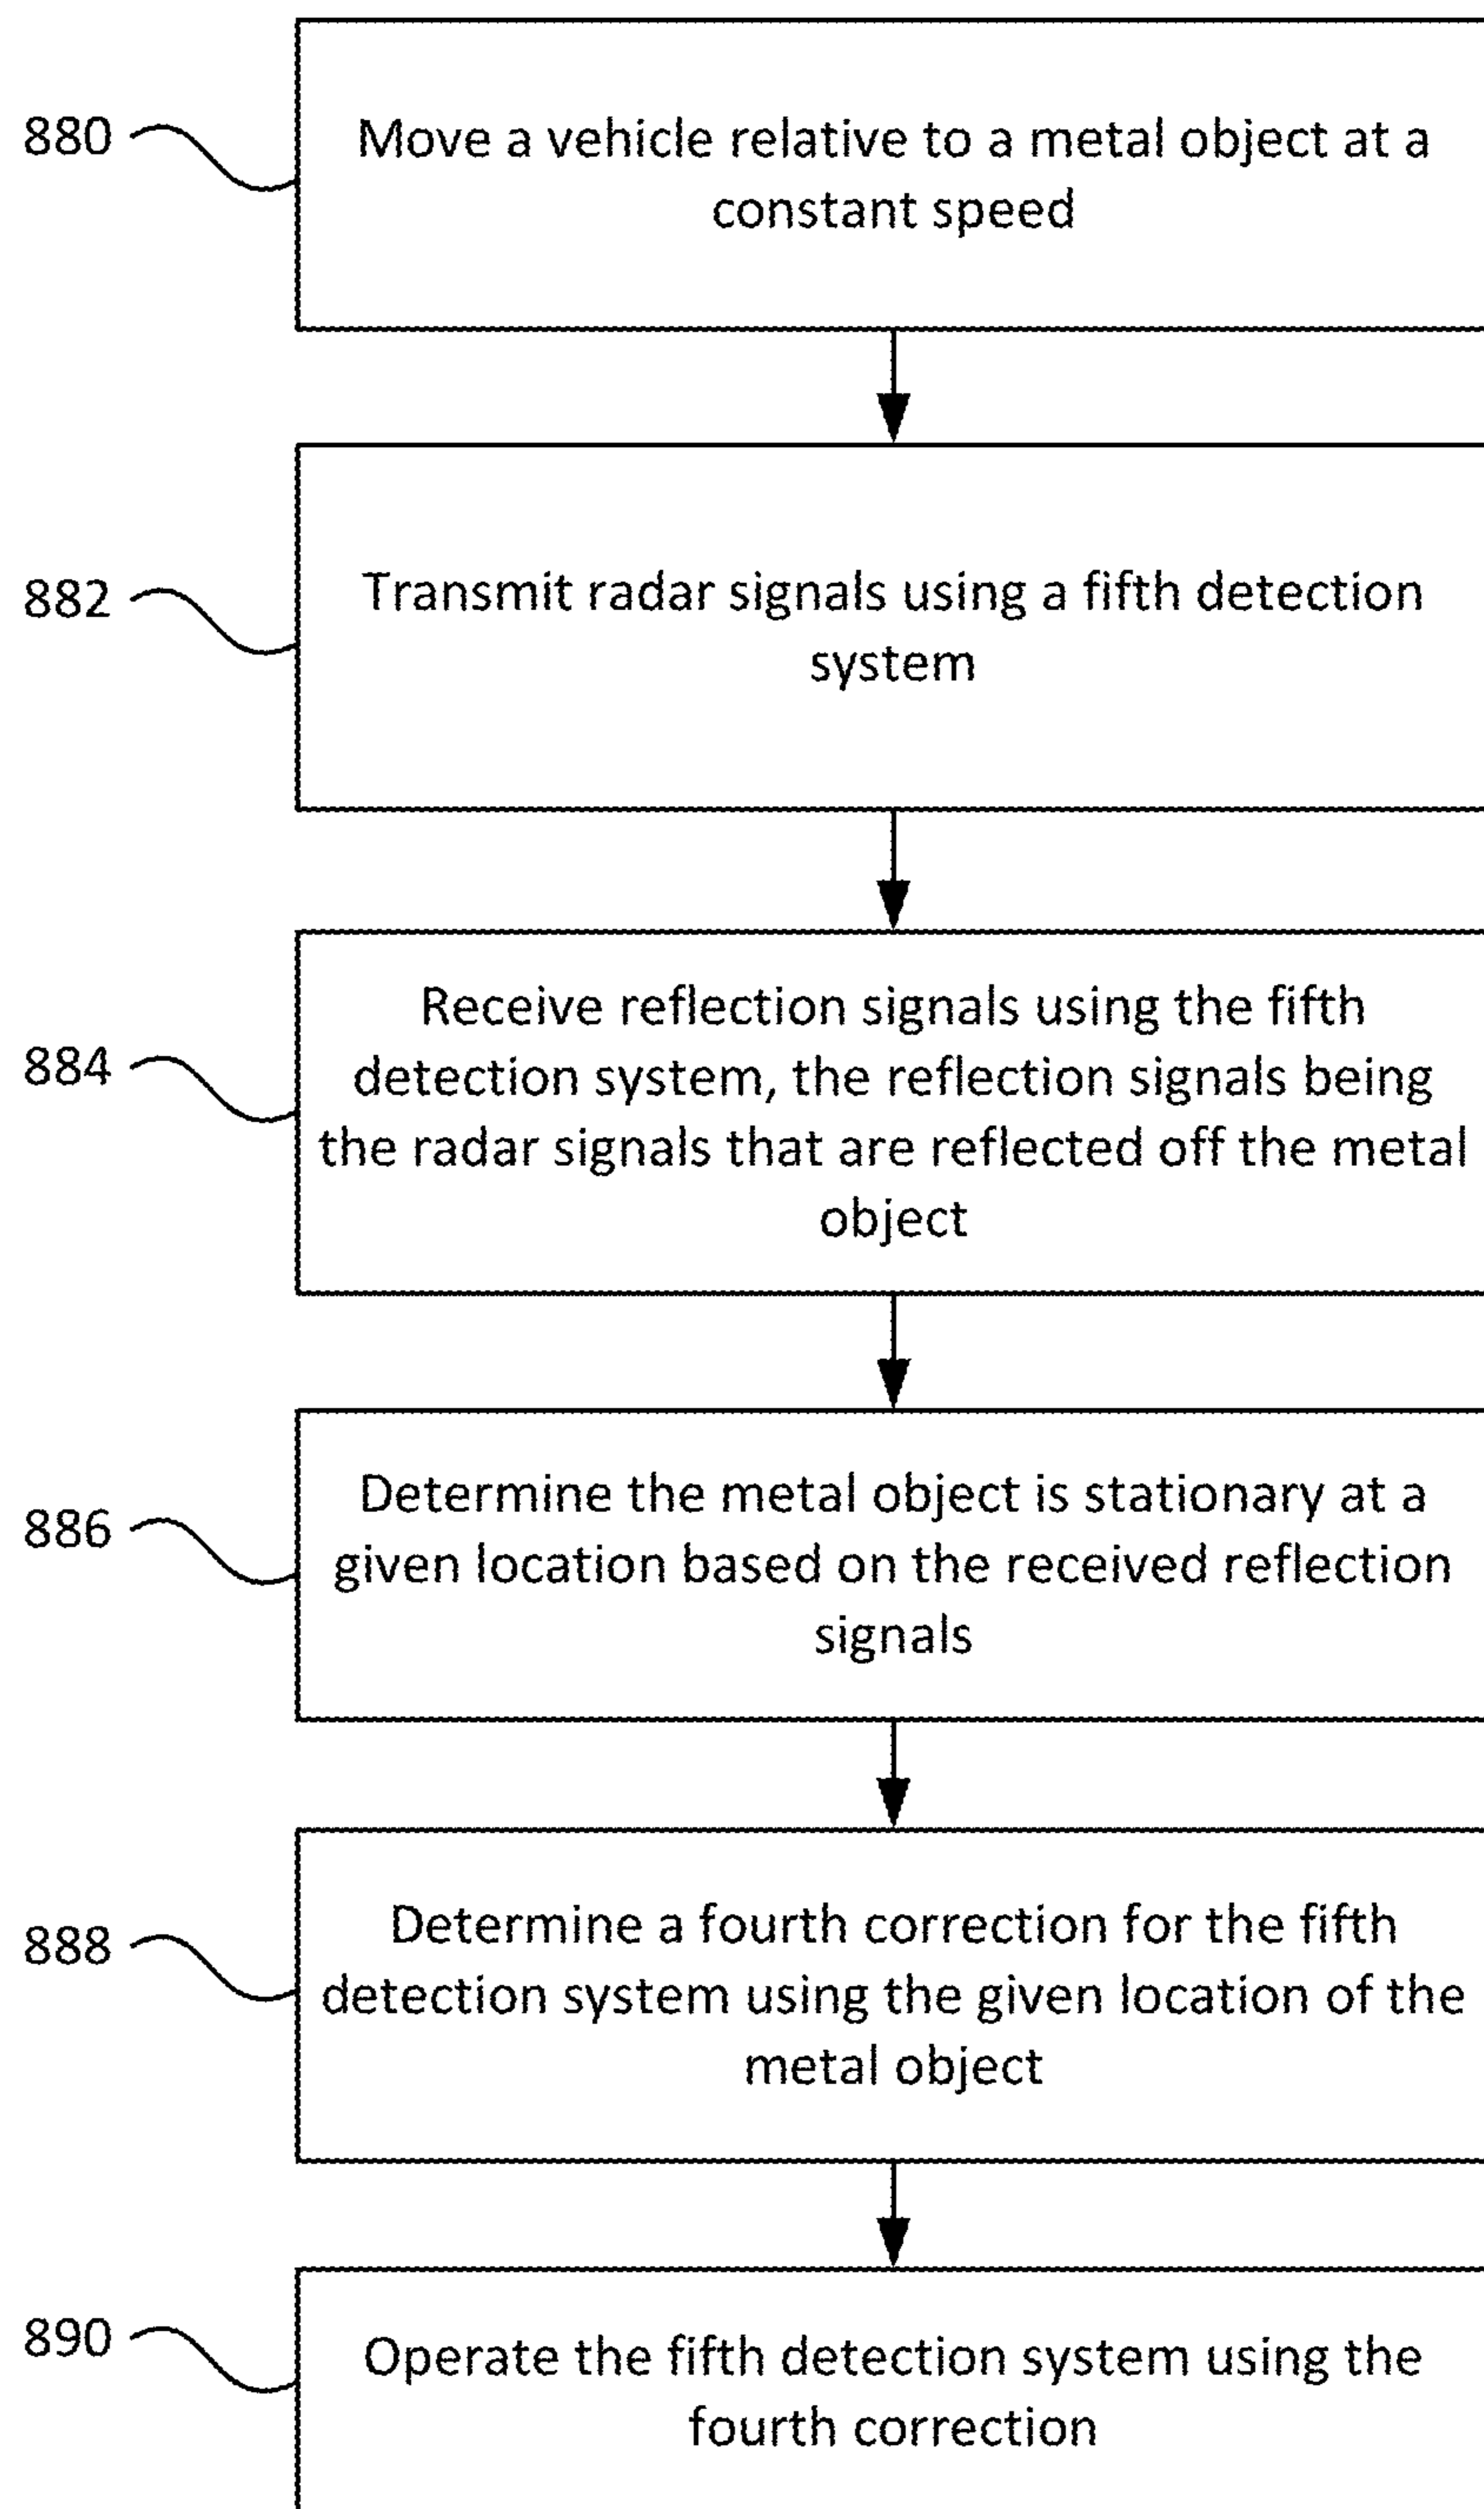 880
Move a vehicle relative to a metal object at a
constant speed
882
Transmit radar signals using a fifth detection
system
884
Receive reflection signals using the fifth
detection system, the reflection signals being
the radar signals that are reflected off the metal
object
886
Determine the metal object is stationary at a
given location based on the received reflection
signals
888
Determine a fourth correction for the fifth
detection system using the given location of the
metal object
890
Operate the fifth detection system using the
fourth correction